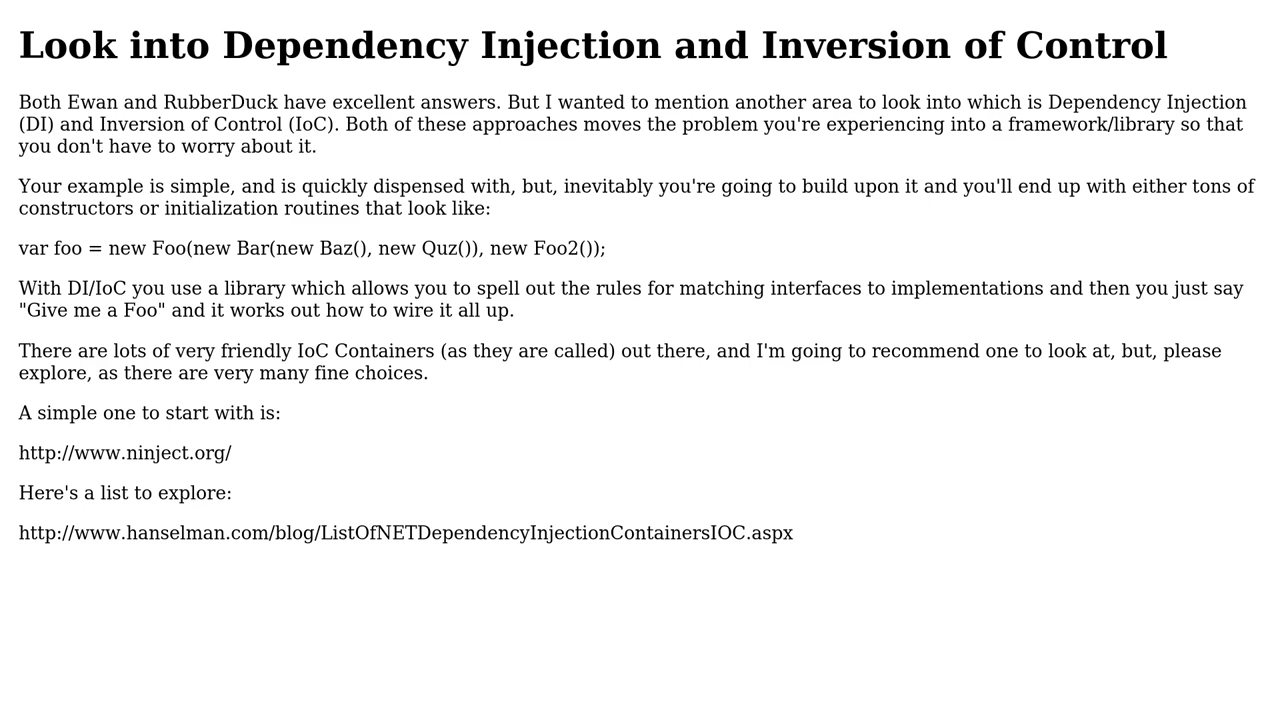 Look into Dependency Injection and Inversion of Control
Both Ewan and RubberDuck have excellent answers. But I wanted to mention another area to look into which is Dependency Injection
(DI) and Inversion of Control (IoC). Both of these approaches moves the problem you're experiencing into a framework/library so that
you don't have to worry about it.
Your example is simple, and is quickly dispensed with, but, inevitably you're going to build upon it and you'll end up with either tons of
constructors or initialization routines that look like:
var foo = new Foo(new Bar(new Baz(), new Quz()), new Foo2());
With DI/IoC you use a library which allows you to spell out the rules for matching interfaces to implementations and then you just say
"Give me a Foo" and it works out how to wire it all up.
There are lots of very friendly IoC Containers (as they are called) out there, and I'm going to recommend one to look at, but, please
explore, as there are very many fine choices.
A simple one to start with is:
http://www.ninject.org/
Here's a list to explore:
http://www.hanselman.com/blog/ListOfNETDependencyInjectionContainersIOC.aspx